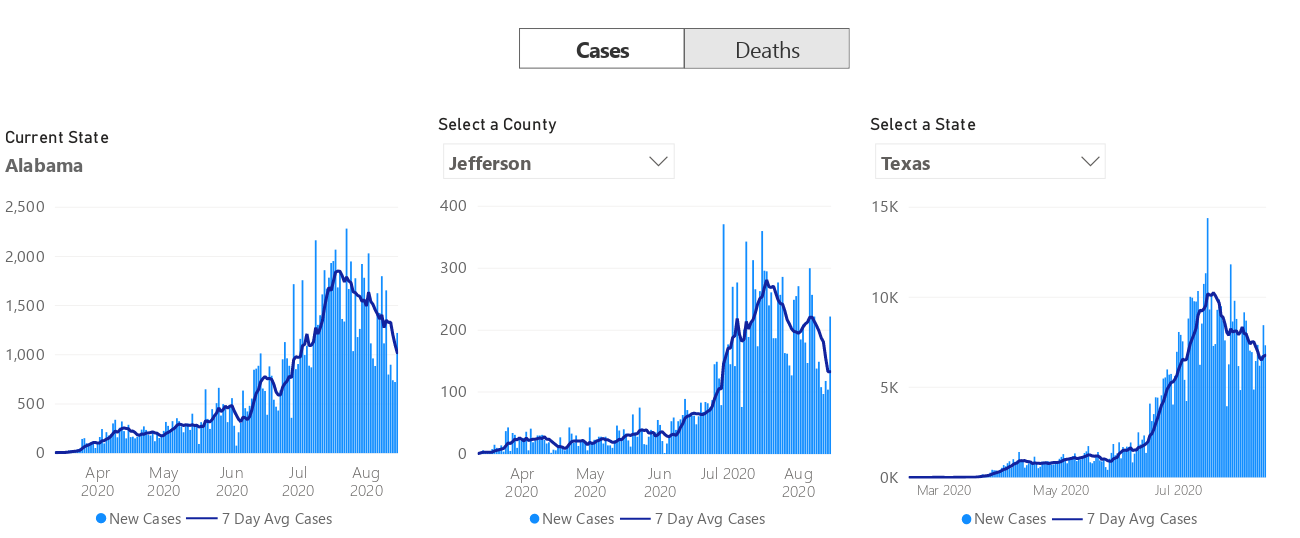 Cases Deaths
Current State
Alabama
2,500
2,000
1,500
1,000
500
0
Apr May Jun Jul Aug
2020 2020 2020 2020 2020
New Cases 7 Day Avg Cases
Select a County
Jefferson
400
300
200
100
0
Apr May Jun Jul 2020 Aug
2020 2020 2020 2020
New Cases 7 Day Avg Cases
Select a State
Texas
15K
10K
5K
0K
Mar 2020 May 2020 Jul 2020
New Cases 7 Day Avg Cases